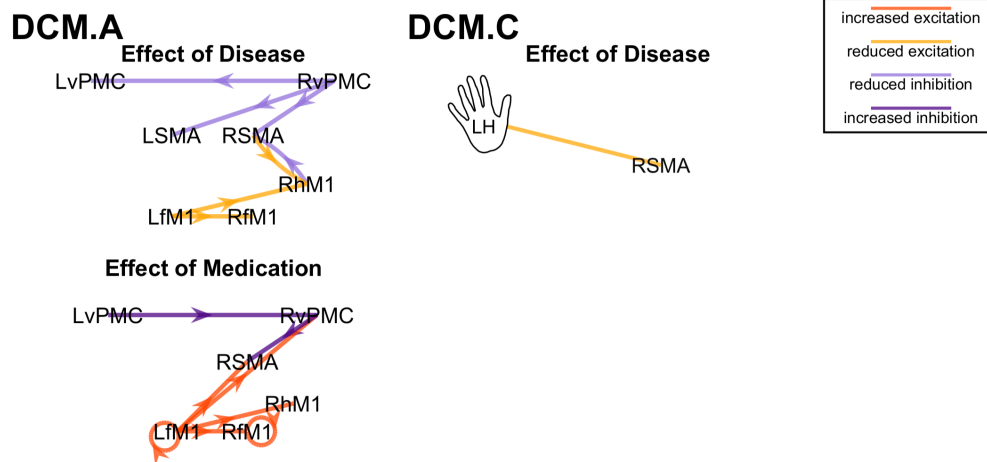 DCM.A
Effect of Disease
LvPMC RvPMC
LSMA RSMA
RhM1
LfM1 RfM1
Effect of Medication
LvPMC RvPMC
RSMA
RhM1
LfM1 RfM1
DCM.C
Effect of Disease
LH
RSMA
increased excitation
reduced excitation
reduced inhibition
increased inhibition